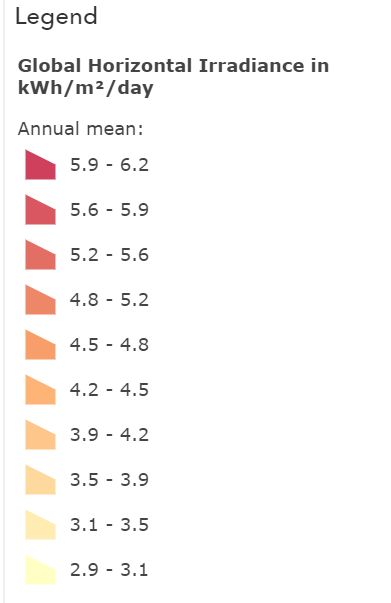 Legend
Global Horizontal Irradiance in
kWh/m²/day
Annual mean:
5.9 - 6.2
5.6 - 5.9
5.2 - 5.6
4.8 - 5.2
4.5 - 4.8
4.2 - 4.5
3.9 - 4.2
3.5 - 3.9
3.1 - 3.5
2.9 - 3.1